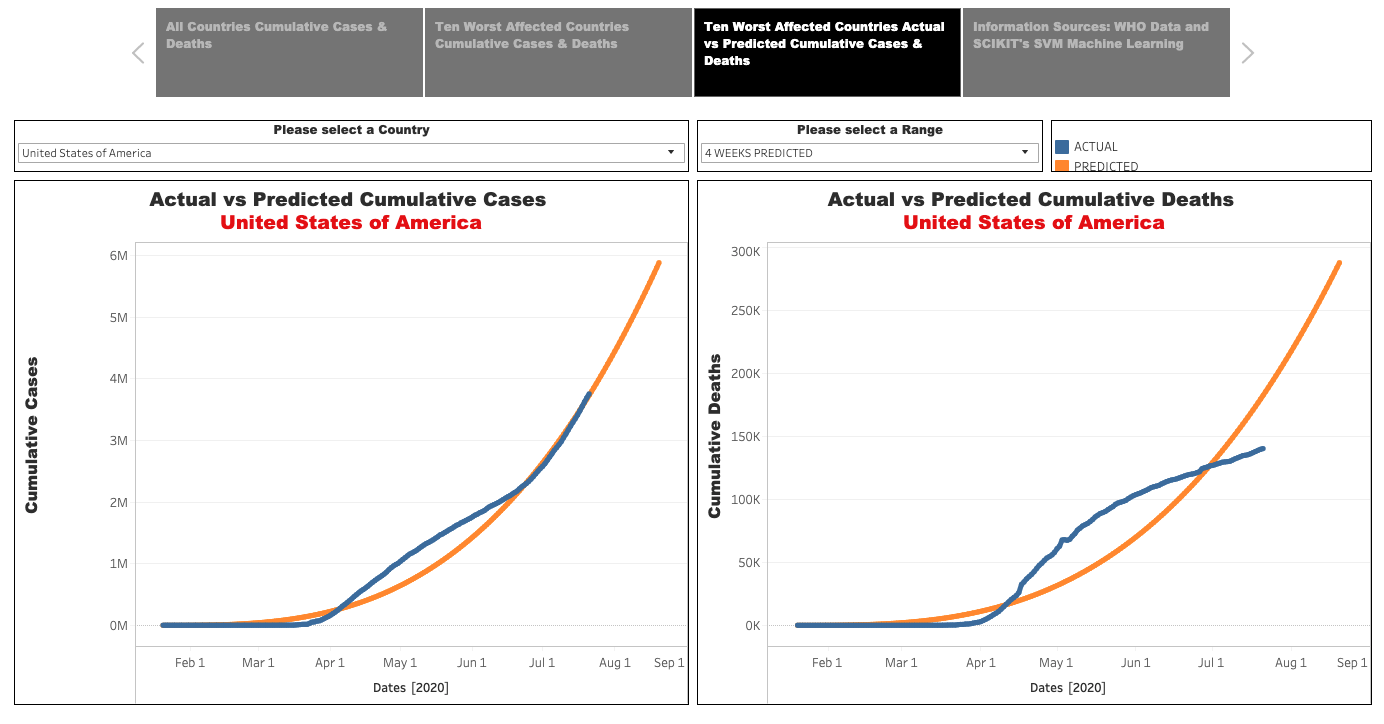 All Countries Cumulative Cases &
Deaths
Ten Worst Affected Countries
Cumulative Cases & Deaths
Ten Worst Affected Countries Actual
vs Predicted Cumulative Cases &
Deaths
Information Sources: WHO Data and
SCIKIT's SVM Machine Learning
Please select a Country
United States of America
Please select a Range
4 WEEKS PREDICTED
ACTUAL
PREDICTED
Actual vs Predicted Cumulative Cases
United States of America
Cumulative Cases
6M
5M
4M
3M
2M
1M
0M
Feb 1 Mar 1 Apr 1 May 1 Jun 1 Jul 1 Aug 1 Sep 1
Dates [2020]
Actual vs Predicted Cumulative Deaths
United States of America
Cumulative Deaths
300K
250K
200K
150K
100K
50K
0K
Feb 1 Mar 1 Apr 1 May 1 Jun 1 Jul 1 Aug 1 Sep 1
Dates [2020]